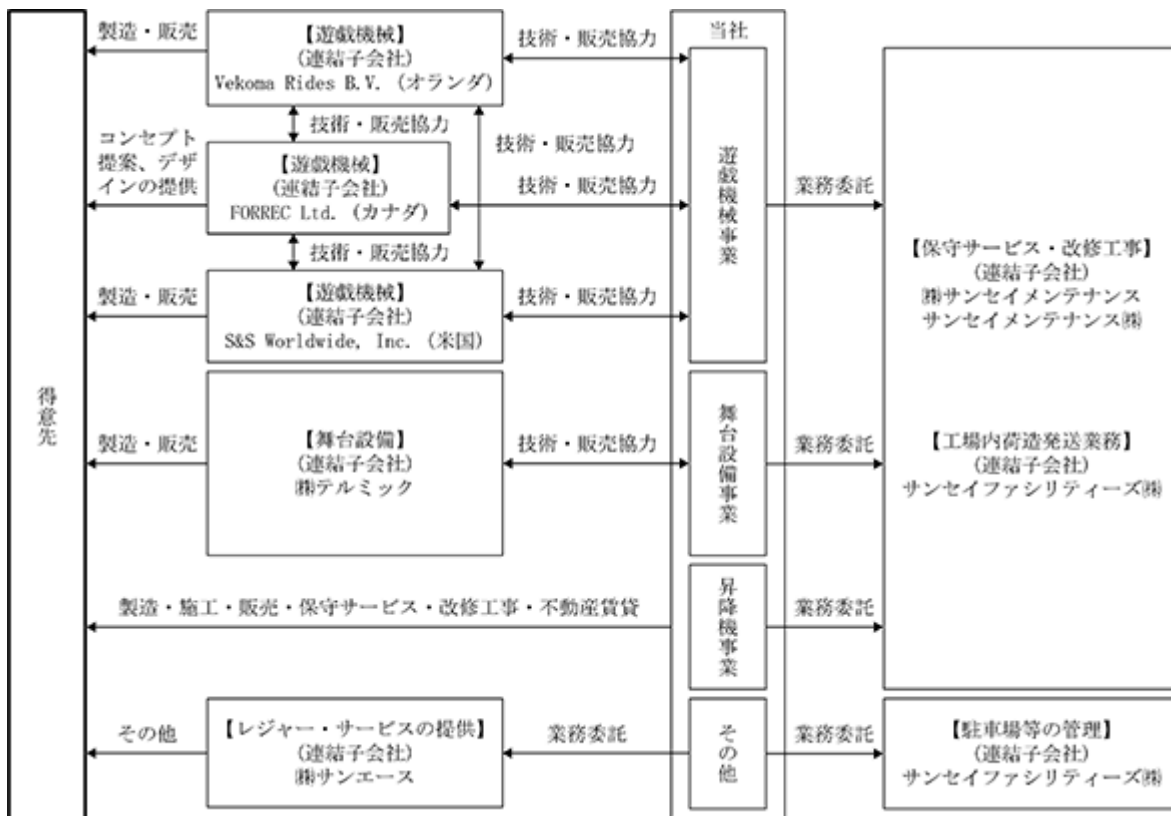 当社
製造・販売
【遊戯機械】
(連結子会社)
Vekoma Rides B.V. (オランダ)
技術・販売協力
技術・販売協力
技術・販売協力
コンセプト
提案、デザ
インの提供
【遊戯機械】
(連結子会社)
FORREC Ltd. (カナダ)
技術・販売協力
技術・販売協力
製造・販売
【遊戯機械】
(連結子会社)
S&S Worldwide, Inc. (米国)
技術・販売協力
遊戯機械事業
業務委託
【保守サービス・改修工事】
(連結子会社)
㈱サンセイメンテナンス
サンセイメンテナンス㈱
得意先
製造・販売
【舞台設備】
(連結子会社)
㈱テルミック
技術・販売協力
舞台設備事業
業務委託
【工場内荷造発送業務】
(連結子会社)
サンセイファシリティーズ㈱
製造・施工・販売・保守サービス・改修工事・不動産賃貸
昇降機事業
業務委託
その他
【レジャー・サービスの提供】
(連結子会社)
㈱サンエース
業務委託
その他
業務委託
【駐車場等の管理】
(連結子会社)
サンセイファシリティーズ㈱